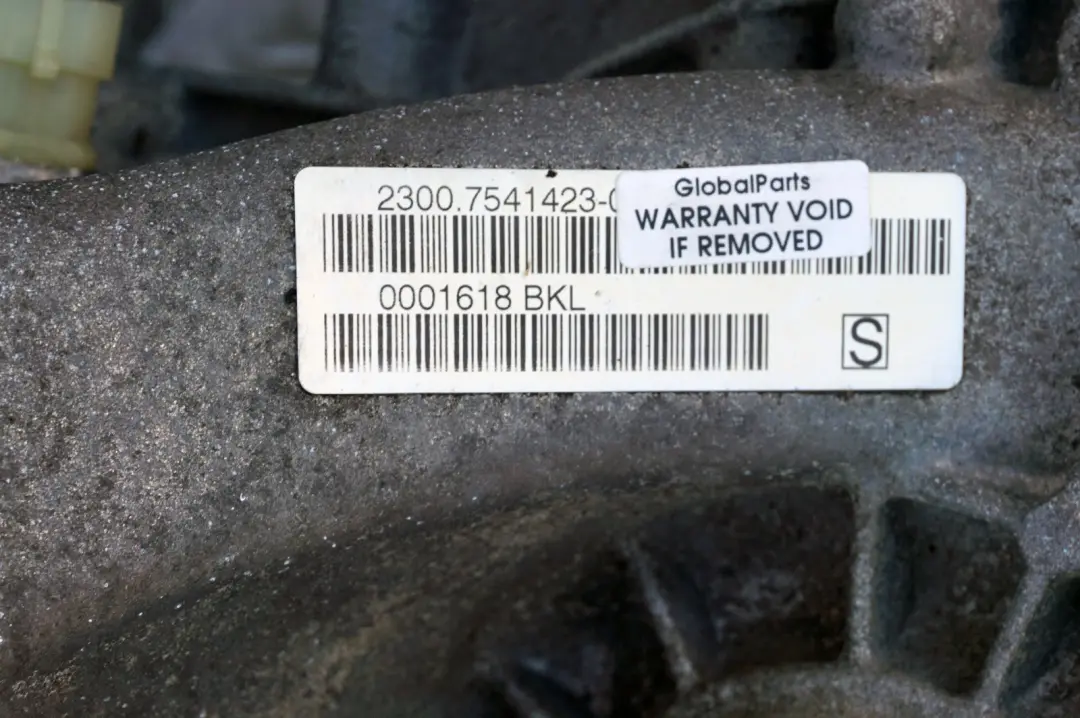 2300.7541423-
GlobalParts
WARRANTY VOID
IF REMOVED
0001618 BKL
S